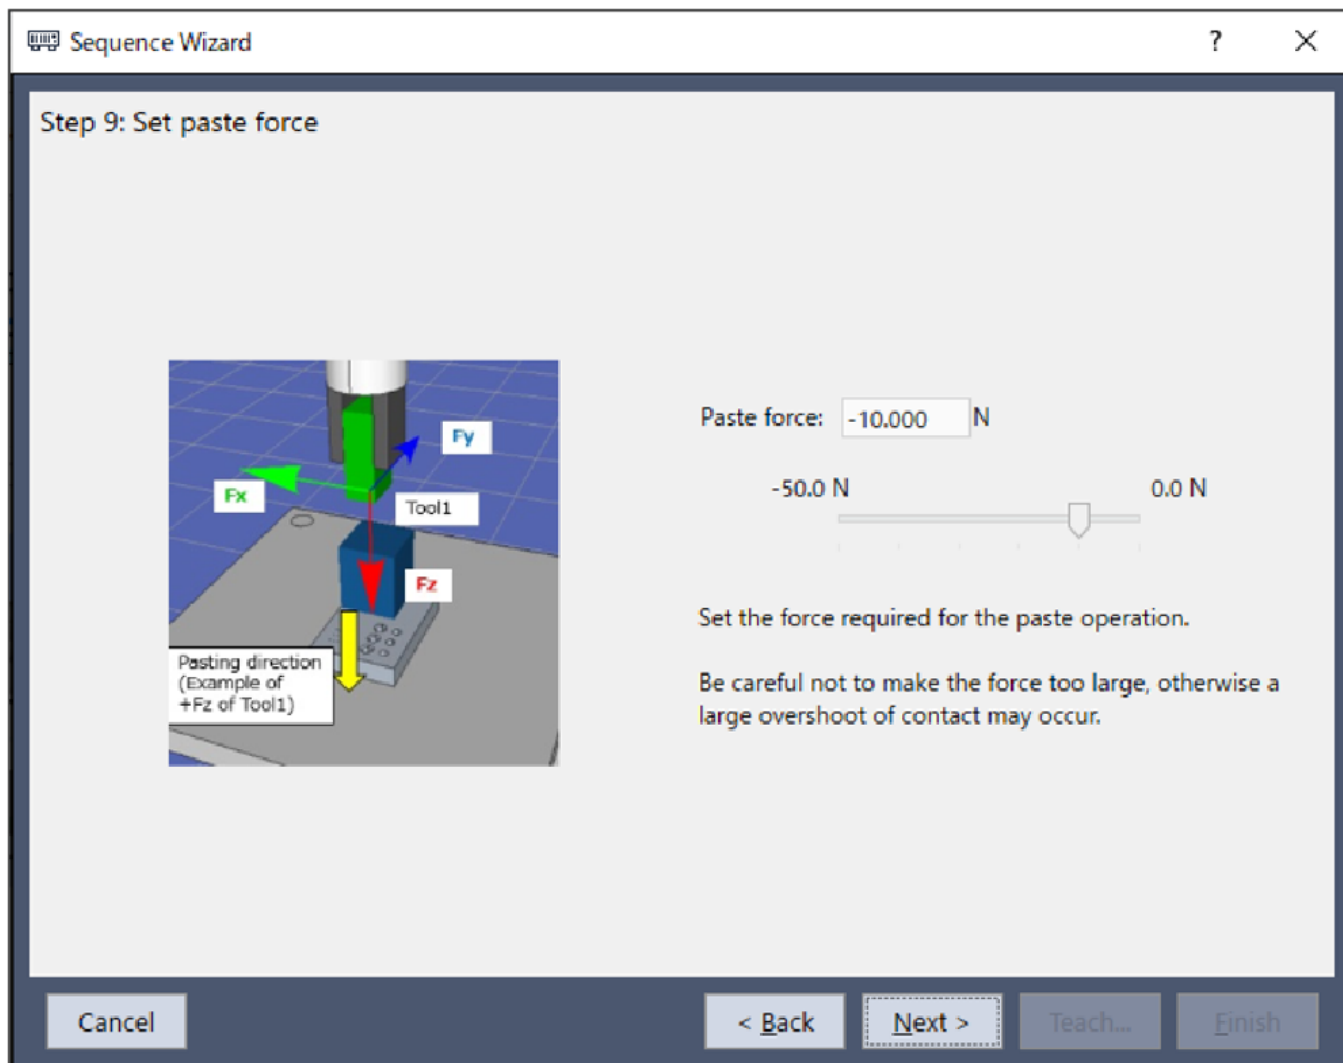 Sequence Wizard
?
Step 9: Set paste force
Fy
Fx
Tool1
Fz
Pasting direction
(Example of
+Fz of Tool1)
Paste force: -10.000 N
-50.0 N 0.0 N
Set the force required for the paste operation.
Be careful not to make the force too large, otherwise a
large overshoot of contact may occur.
Cancel
< Back
Next >
Teach...
Finish